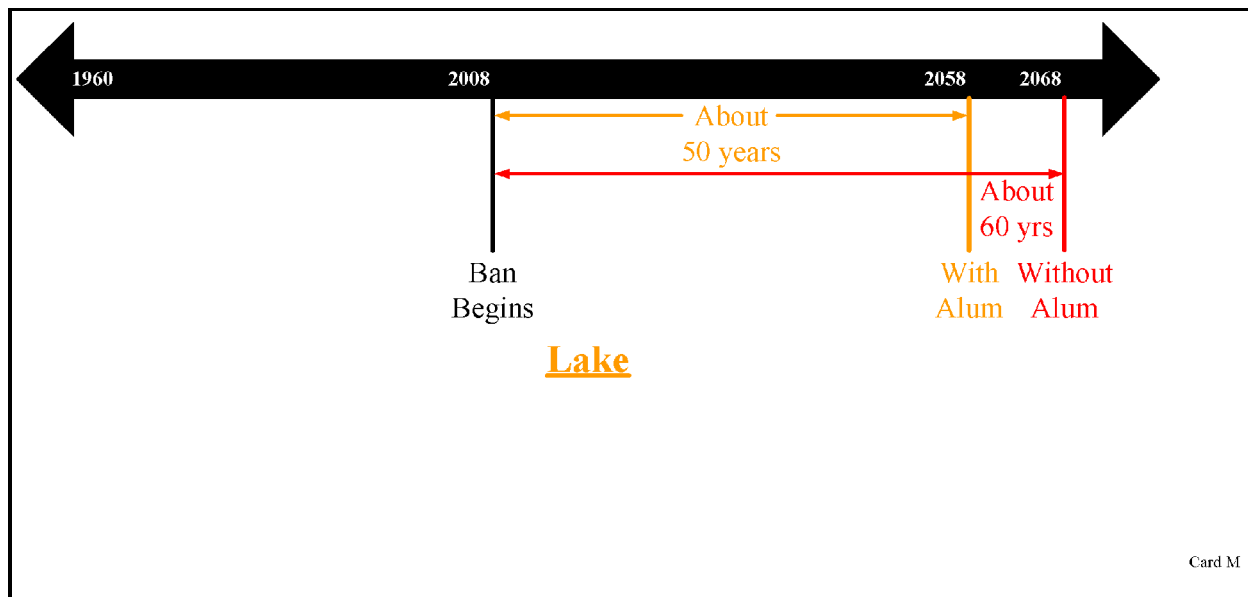 1960 2008 2058 2068
About
50 years
About
60 yrs
Ban
Begins
With
Alum
Without
Alum
Lake
Card M